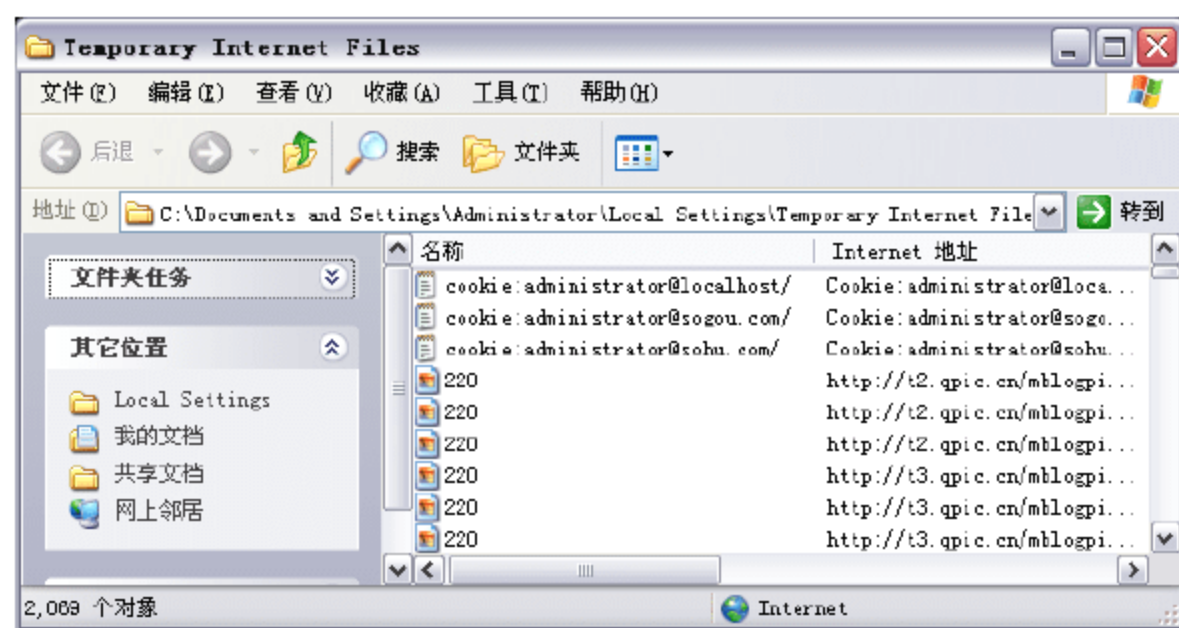 Temporary Internet Files
文件(F) 编辑(E) 查看(V) 收藏(A) 工具(T) 帮助(H)
后退 搜索 文件夹
地址(D) C:\Documents and Settings\Administrator\Local Settings\Temporary Internet File 转到
文件夹任务
其它位置
Local Settings
我的文档
共享文档
网上邻居
名称 Internet 地址
cookie:administrator@localhost/ Cookie:administrator@loca...
cookie:administrator@sogou.com/ Cookie:administrator@sogo...
cookie:administrator@sohu.com/ Cookie:administrator@sohu...
220 http://t2.qpic.cn/mblogpi...
220 http://t2.qpic.cn/mblogpi...
220 http://t2.qpic.cn/mblogpi...
220 http://t3.qpic.cn/mblogpi...
220 http://t3.qpic.cn/mblogpi...
220 http://t3.qpic.cn/mblogpi...
2,069 个对象 Internet